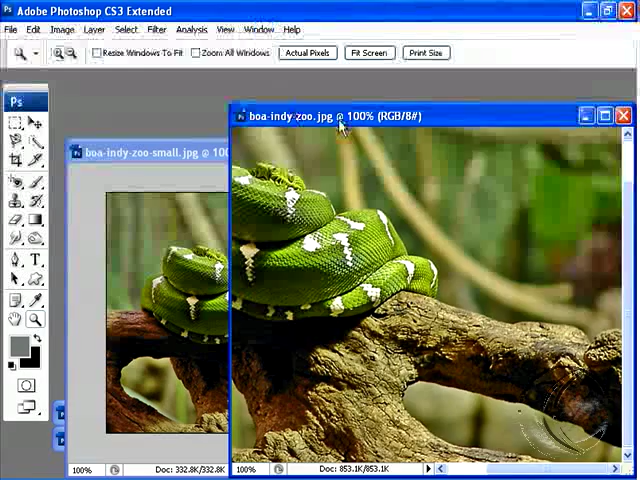 Adobe Photoshop CS3 Extended
File Edit Image Layer Select Filter Analysis View Window Help
Resize Windows To Fit Zoom All Windows Actual Pixels Fit Screen Print Size
Ps
boa-indy-zoo.jpg @ 100% (RGB/8#)
boa-indy-zoo-small.jpg @ 100
100% Doc: 332.8K/332.8K
100% Doc: 853.1K/853.1K